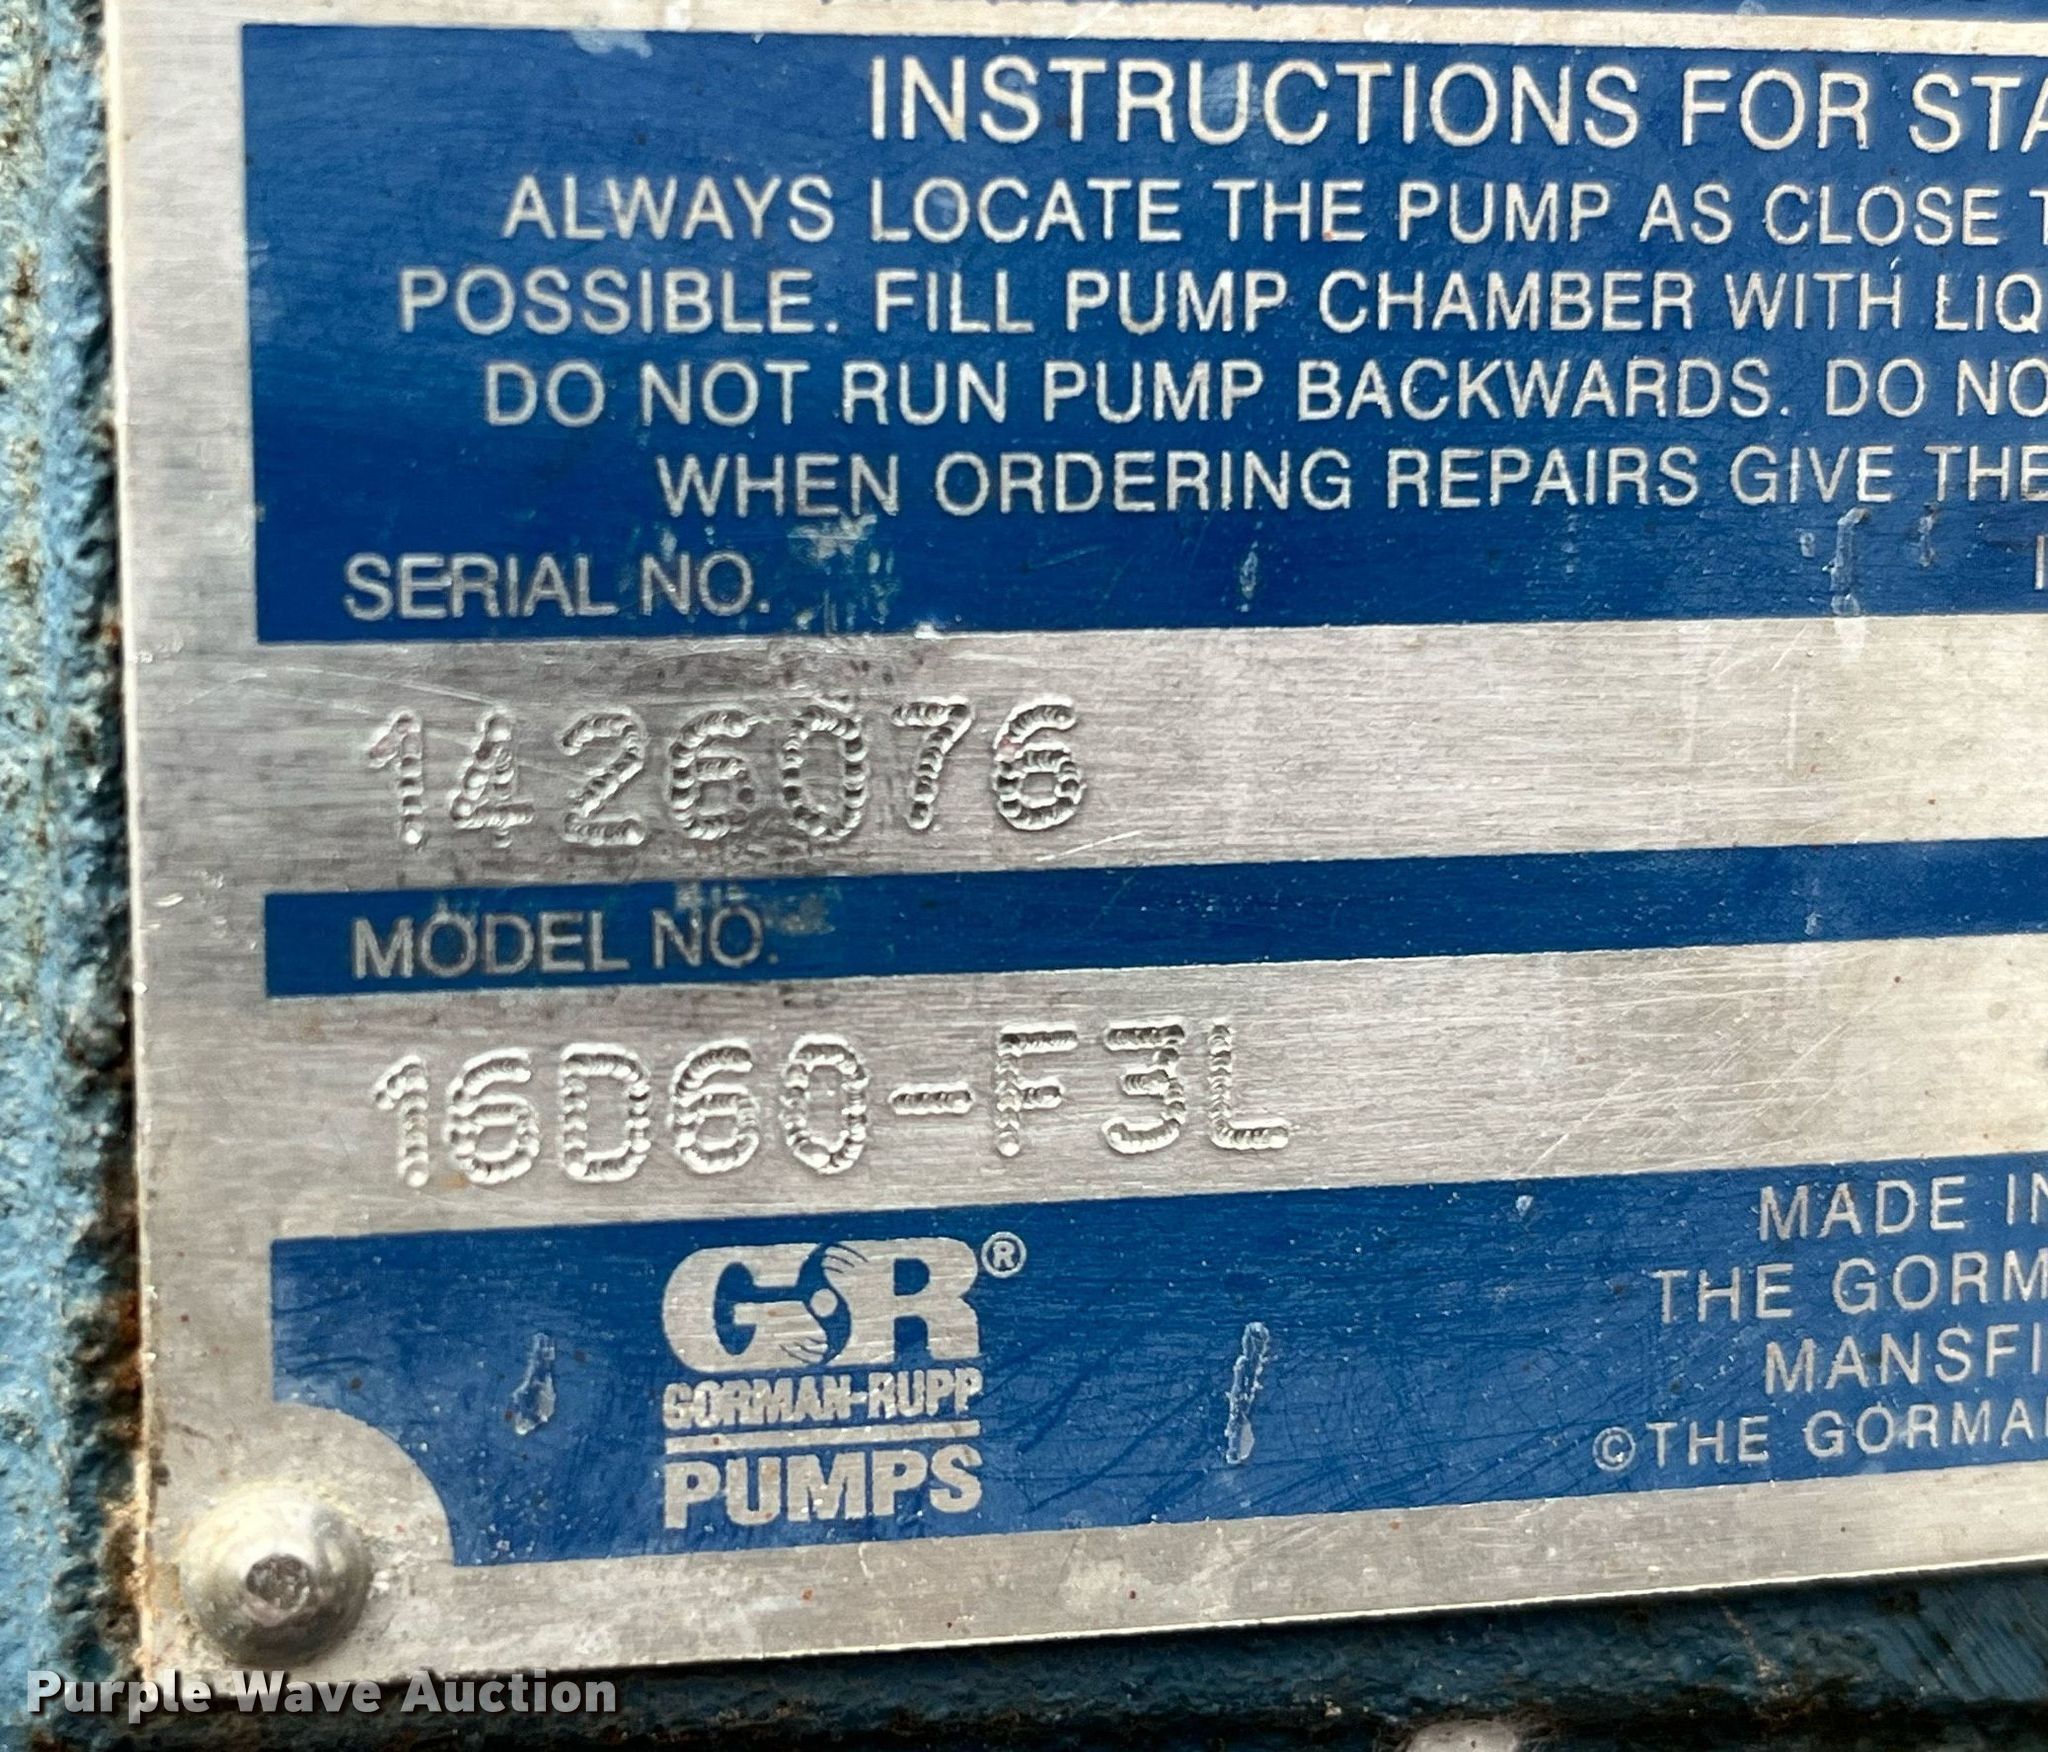 INSTRUCTIONS FOR STA
ALWAYS LOCATE THE PUMP AS CLOSE T
POSSIBLE. FILL PUMP CHAMBER WITH LIQ
DO NOT RUN PUMP BACKWARDS. DO NO
WHEN ORDERING REPAIRS GIVE THE
SERIAL NO.
1426076
MODEL NO.
16D60-F3L
GR®
GORMAN-RUPP
PUMPS
MADE IN
THE GORM
MANSFI
©THE GORMA
Purple Wave Auction